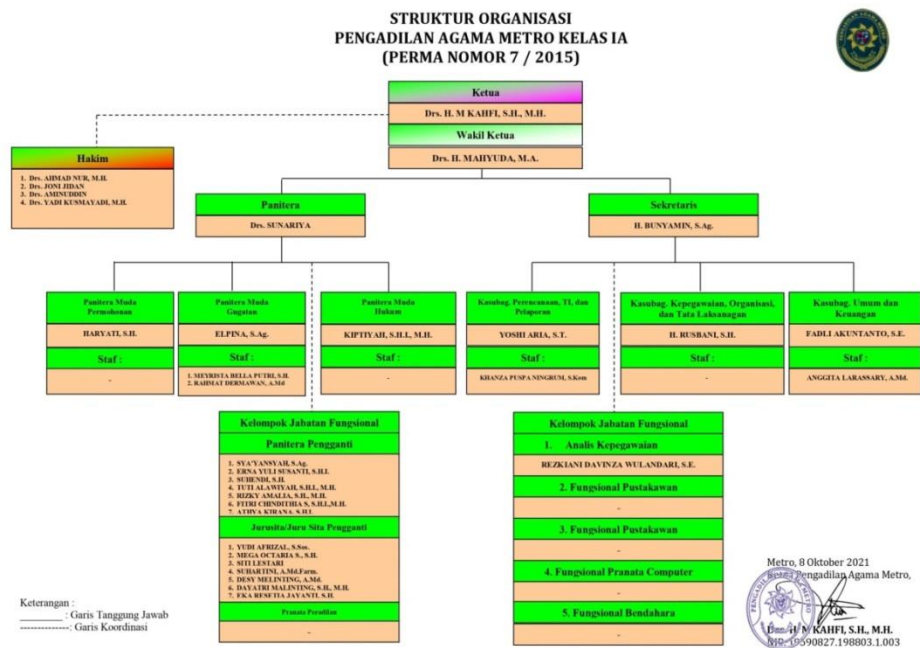 STRUKTUR ORGANISASI
PENGADILAN AGAMA METRO KELAS IA
(PERMA NOMOR 7 / 2015)
Ketua
Drs. H. M KAHFI, S.H., M.H.
Wakil Ketua
Drs. H. MAHYUDA, M.A.
Hakim
1. Drs. AHMAD NUR, M.H.
2. Drs. JONI JIDAN
3. Drs. AMINUDDIN
4. Drs. YADI KUSMAYADI, M.H.
Panitera
Drs. SUNARIYA
Sekretaris
H. BUNYAMIN, S.Ag.
Panitera Muda
Permohonan
HARYATI, S.H.
Staf :
-
Panitera Muda
Gugatan
ELPINA, S.Ag.
Staf :
1. MEYRISTA BELLA PUTRI, S.H.
2. RAHMAT DERMAWAN, A.Md
Panitera Muda
Hukum
KIPTIYAH, S.H.I., M.H.
Staf :
-
Kasubag. Perencanaan, TI, dan
Pelaporan
YOSHI ARIA, S.T.
Staf :
KHANZA PUSPA NINGRUM, S.Kom
Kasubag. Kepegawaian, Organisasi,
dan Tata Laksanagan
H. RUSBANI, S.H.
Staf :
-
Kasubag. Umum dan
Keuangan
FADLI AKUNTANTO, S.E.
Staf :
ANGGITA LARASSARY, A.Md.
Kelompok Jabatan Fungsional
Panitera Pengganti
1. SYA'YANSYAH, S.Ag.
2. ERNA YULI SUSANTI, S.H.I.
3. SUHENDI, S.H.
4. TUTI ALAWIYAH, S.H.I., M.H.
5. RIZKY AMALIA, S.H., M.H.
6. FITRI CHINDITHIA S, S.H.I.,M.H.
7. ATHYA KIRANA, S.H.I.
Jurusita/Juru Sita Pengganti
1. YUDI AFRIZAL, S.Sos.
2. MEGA OCTARIA S., S.H.
3. SITI LESTARI
4. SUHARTINI, A.Md.Farm.
5. DESY MELINTING, A.Md.
6. DAYATRI MALINTING, S.H., M.H.
7. EKA RESETIA JAYANTI, S.H.
Pranata Peradilan
-
Kelompok Jabatan Fungsional
1. Analis Kepegawaian
REZKIANI DAVINZA WULANDARI, S.E.
2. Fungsional Pustakawan
-
3. Fungsional Pustakawan
-
4. Fungsional Pranata Computer
-
5. Fungsional Bendahara
-
Keterangan :
________ : Garis Tanggung Jawab
--------------: Garis Koordinasi
Metro, 8 Oktober 2021
Pengadilan Agama Metro,
Drs. H. M KAHFI, S.H., M.H.
NIP. 19590827.198803.1.003